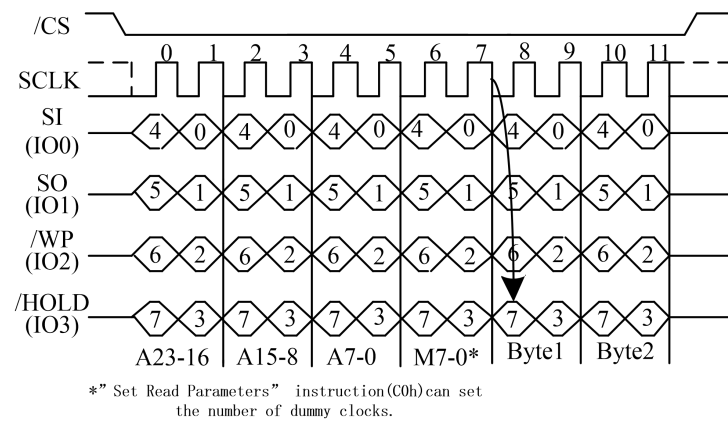 /CS
0 1 2 3 4 5 6 7 8 9 10 11
SCLK
SI
(IO0)
4 0 4 0 4 0 4 0 4 0 4 0
SO
(IO1)
5 1 5 1 5 1 5 1 5 1 5 1
/WP
(IO2)
6 2 6 2 6 2 6 2 6 2 6 2
/HOLD
(IO3)
7 3 7 3 7 3 7 3 7 3 7 3
A23-16 A15-8 A7-0 M7-0* Byte1 Byte2
*” Set Read Parameters” instruction(C0h)can set
the number of dummy clocks.